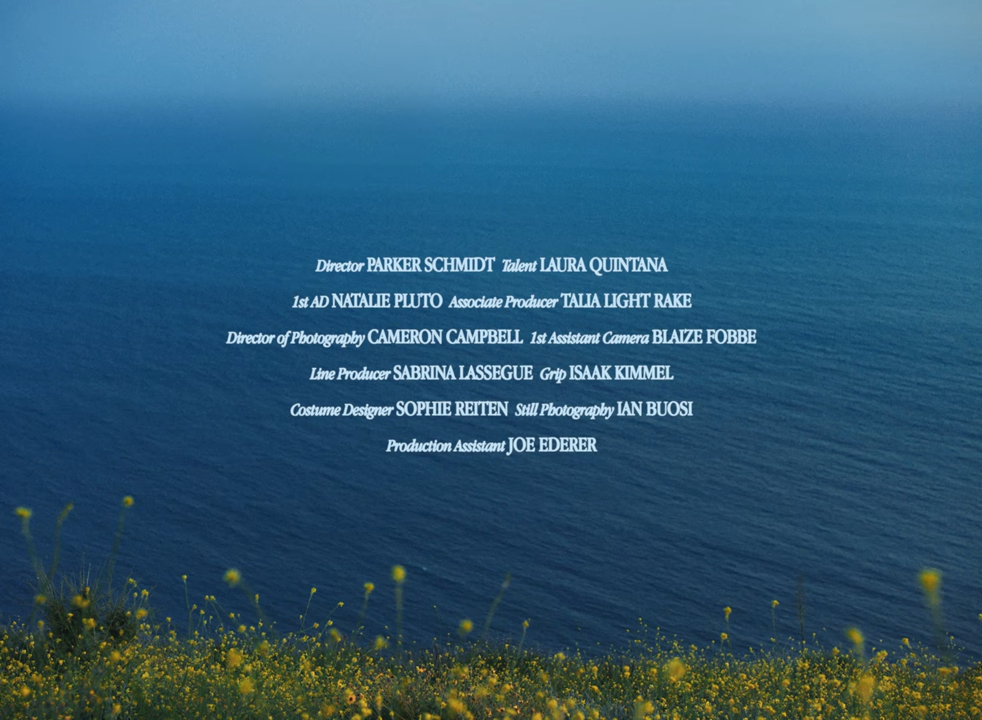 Director PARKER SCHMIDT Talent LAURA QUINTANA
1st AD NATALIE PLUTO Associate Producer TALIA LIGHT RAKE
Director of Photography CAMERON CAMPBELL 1st Assistant Camera BLAIZE FOBBE
Line Producer SABRINA LASSEGUE Grip ISAAK KIMMEL
Costume Designer SOPHIE REITEN Still Photography IAN BUOSI
Production Assistant JOE EDERER